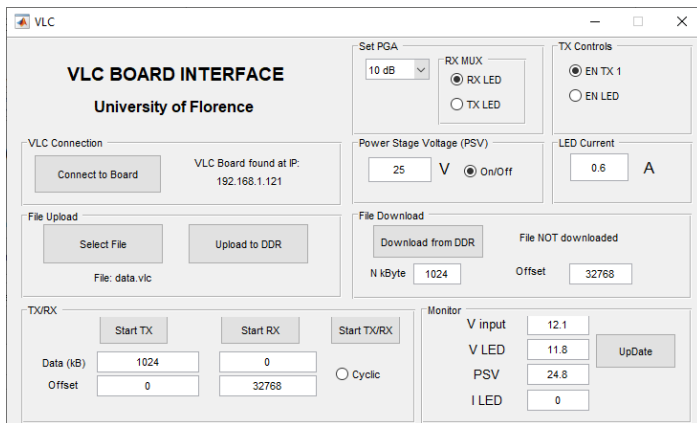 VLC
VLC BOARD INTERFACE
University of Florence
Set PGA
10 dB
RX MUX
RX LED
TX LED
TX Controls
EN TX 1
EN LED
VLC Connection
Connect to Board
VLC Board found at IP:
192.168.1.121
Power Stage Voltage (PSV)
25 V On/Off
LED Current
0.6 A
File Upload
Select File
Upload to DDR
File: data.vlc
File Download
Download from DDR
File NOT downloaded
N kByte 1024 Offset 32768
TX/RX
Start TX Start RX Start TX/RX
Data (kB) 1024 0
Offset 0 32768
Cyclic
Monitor
V input 12.1
V LED 11.8
PSV 24.8
I LED 0
UpDate